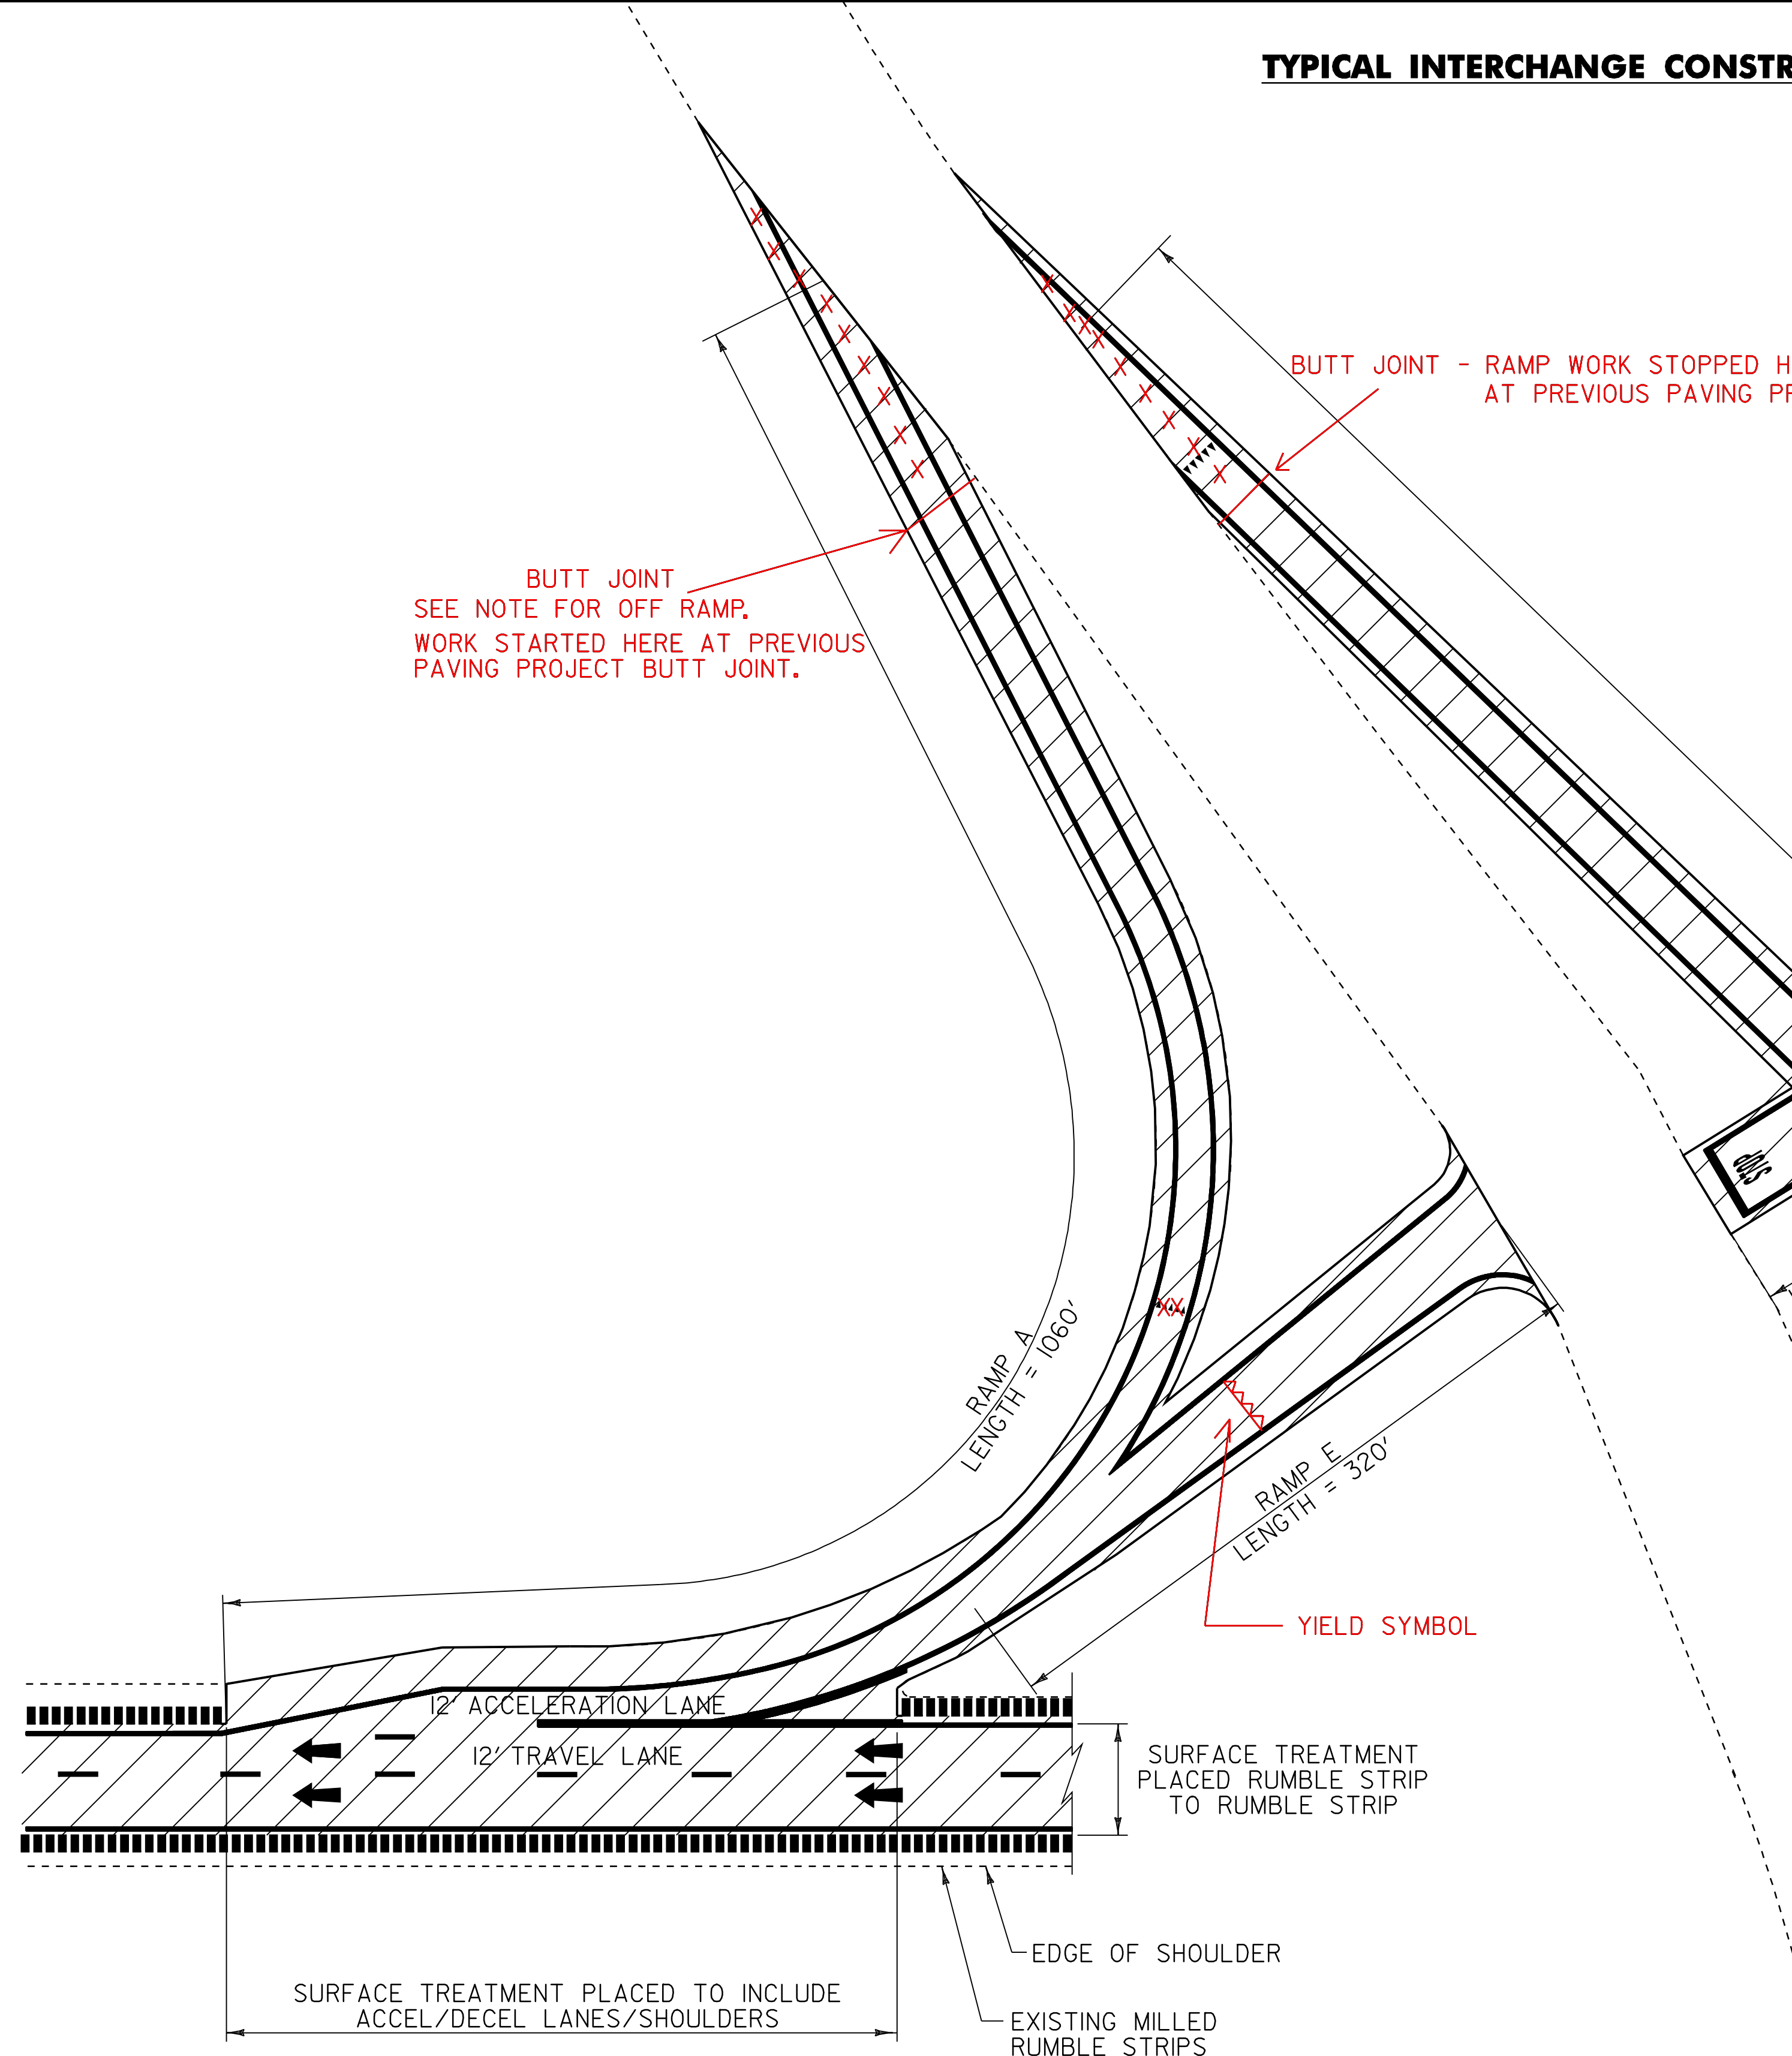 TYPICAL INTERCHANGE CONSTR
BUTT JOINT - RAMP WORK STOPPED H
AT PREVIOUS PAVING PR
BUTT JOINT
SEE NOTE FOR OFF RAMP.
WORK STARTED HERE AT PREVIOUS
PAVING PROJECT BUTT JOINT.
STOP
RAMP A
LENGTH = 1060'
RAMP E
LENGTH = 320'
YIELD SYMBOL
12' ACCELERATION LANE
12' TRAVEL LANE
SURFACE TREATMENT
PLACED RUMBLE STRIP
TO RUMBLE STRIP
EDGE OF SHOULDER
SURFACE TREATMENT PLACED TO INCLUDE
ACCEL/DECEL LANES/SHOULDERS
EXISTING MILLED
RUMBLE STRIPS